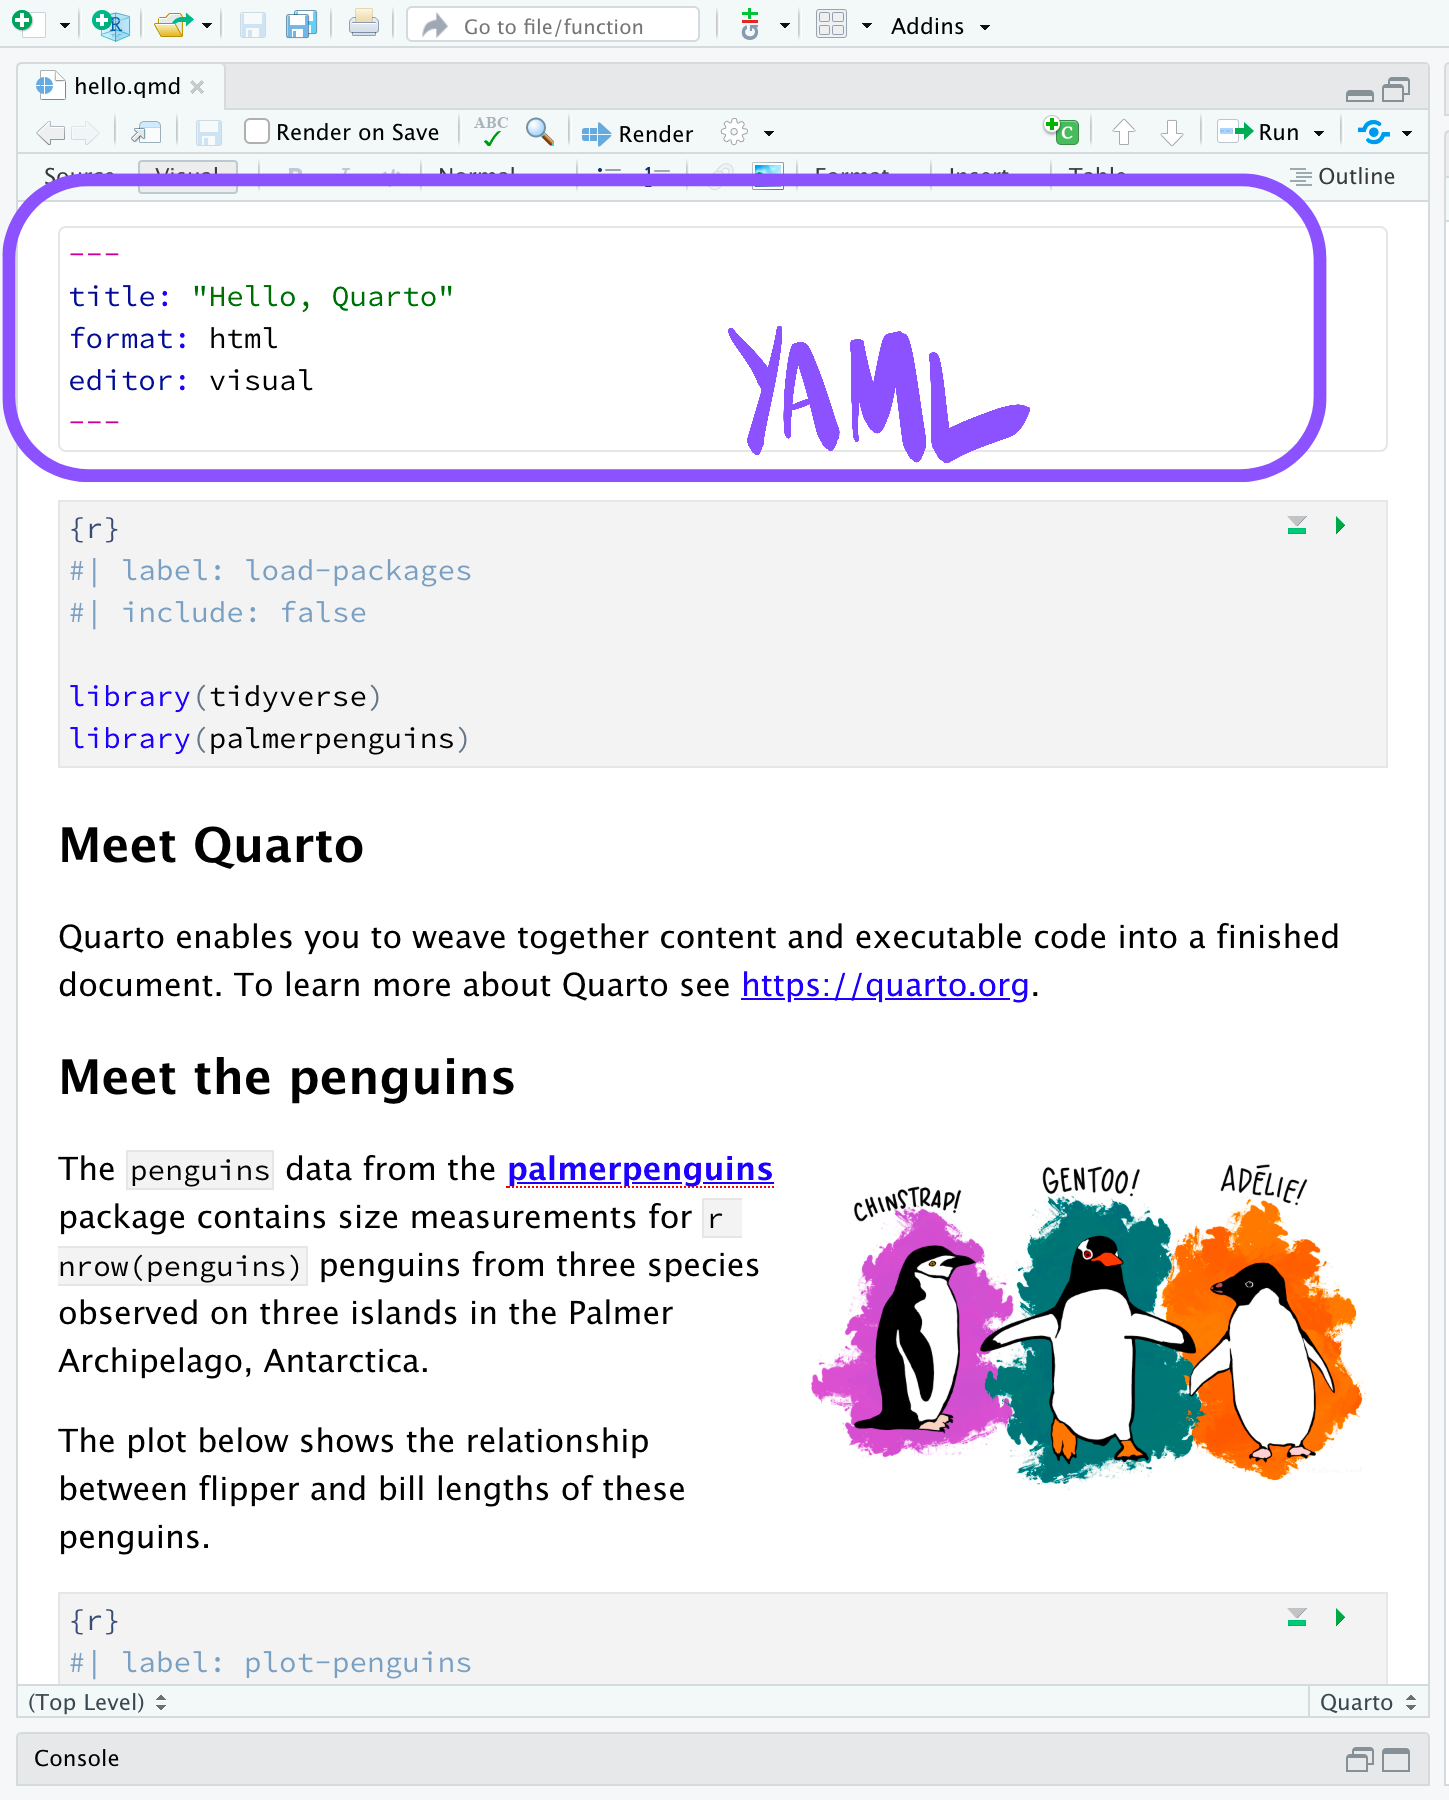 Go to file/function
Addins
hello.qmd
Render on Save
ABC
Render
Run
Source Visual Normal Format Insert Table Outline
---
title: "Hello, Quarto"
format: html
editor: visual
---
YAML
{r}
#| label: load-packages
#| include: false
library(tidyverse)
library(palmerpenguins)
Meet Quarto
Quarto enables you to weave together content and executable code into a finished
document. To learn more about Quarto see https://quarto.org.
Meet the penguins
The penguins data from the palmerpenguins
package contains size measurements for r
nrow(penguins) penguins from three species
observed on three islands in the Palmer
Archipelago, Antarctica.
CHINSTRAP!
GENTOO!
ADÉLIE!
The plot below shows the relationship
between flipper and bill lengths of these
penguins.
{r}
#| label: plot-penguins
(Top Level)
Quarto
Console